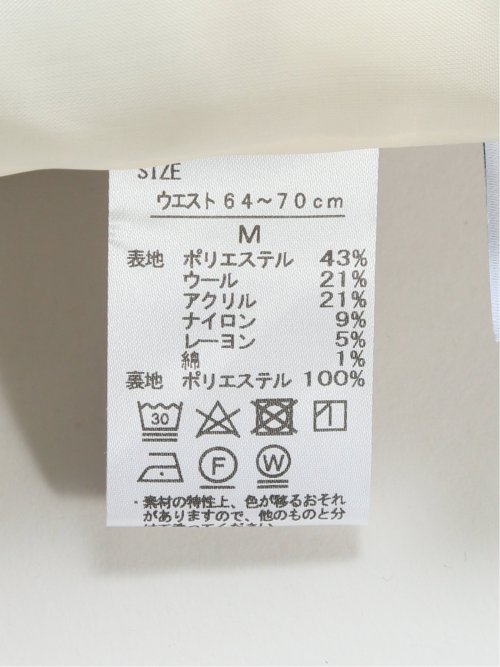 SIZE
ウエスト64～70cm
M
表地 ポリエステル 43%
ウール 21%
アクリル 21%
ナイロン 9%
レーヨン 5%
綿 1%
裏地 ポリエステル 100%
30
F W
・素材の特性上、色が移るおそれ
がありますので、他のものと分